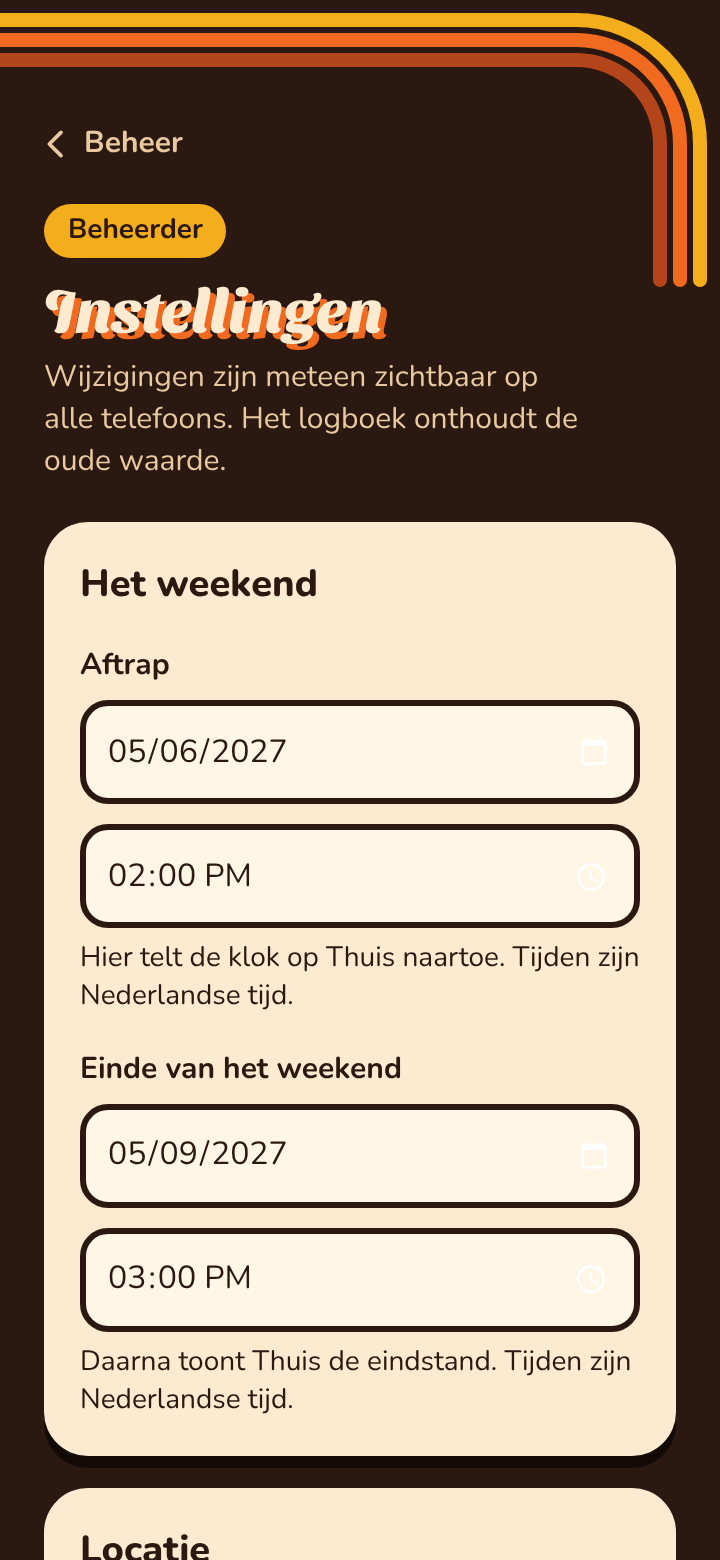 Beheer
Beheerder
Instellingen
Wijzigingen zijn meteen zichtbaar op
alle telefoons. Het logboek onthoudt de
oude waarde.
Het weekend
Aftrap
05/06/2027
02:00 PM
Hier telt de klok op Thuis naartoe. Tijden zijn
Nederlandse tijd.
Einde van het weekend
05/09/2027
03:00 PM
Daarna toont Thuis de eindstand. Tijden zijn
Nederlandse tijd.
Locatie